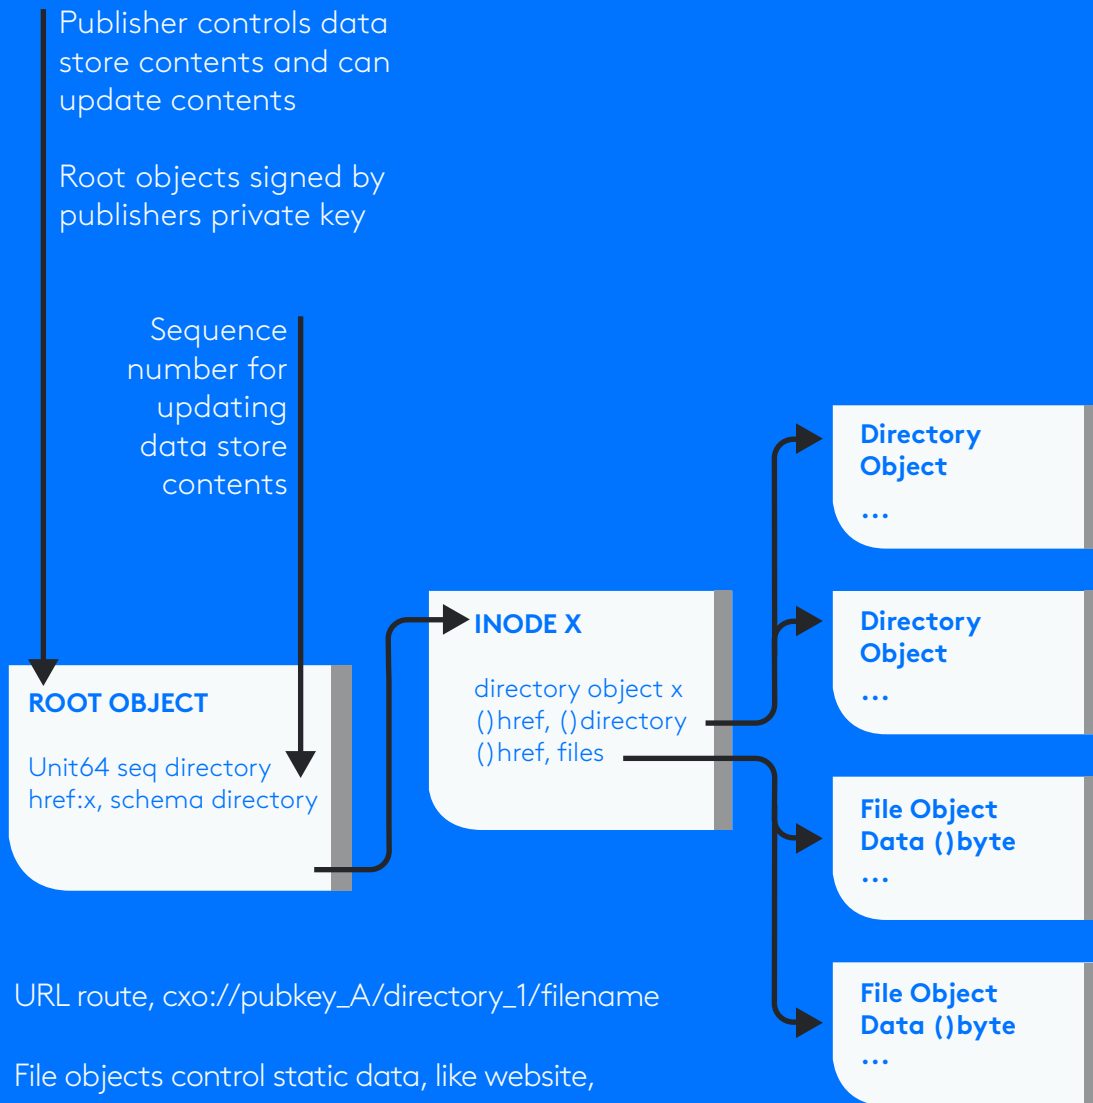 Publisher controls data
store contents and can
update contents
Root objects signed by
publishers private key
Sequence
number for
updating
data store
contents
ROOT OBJECT
Unit64 seq directory
href:x, schema directory
INODE X
directory object x
()href, ()directory
()href, files
Directory
Object
...
Directory
Object
...
File Object
Data ()byte
...
File Object
Data ()byte
...
URL route, cxo://pubkey_A/directory_1/filename
File objects control static data, like website,